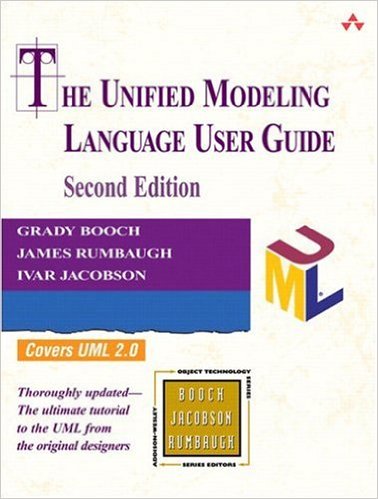 THE UNIFIED MODELING
LANGUAGE USER GUIDE
Second Edition
GRADY BOOCH
JAMES RUMBAUGH
IVAR JACOBSON
UML
Covers UML 2.0
Thoroughly updated—
The ultimate tutorial
to the UML from
the original designers
ADDISON-WESLEY
OBJECT TECHNOLOGY
SERIES
BOOCH
JACOBSON
RUMBAUGH
SERIES EDITORS